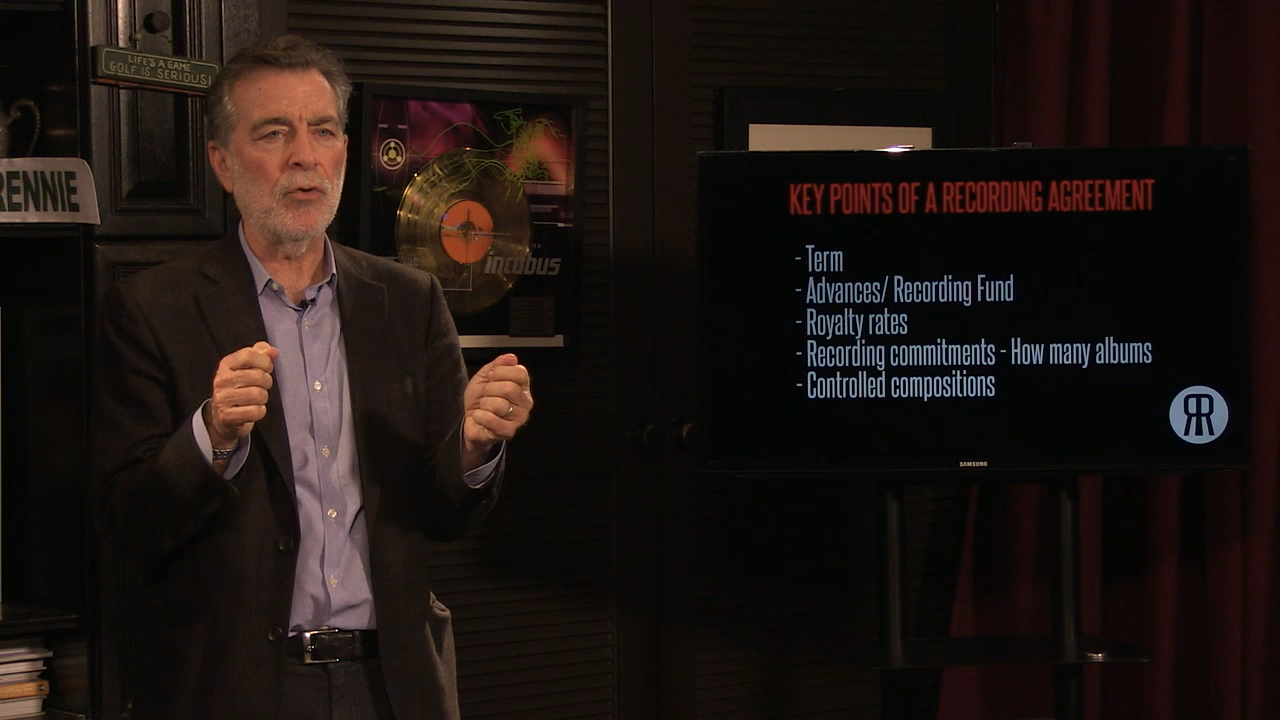 LIFE'S A GAME
GOLF IS SERIOUS!
RENNIE
incubus
KEY POINTS OF A RECORDING AGREEMENT
- Term
- Advances/ Recording Fund
- Royalty rates
- Recording commitments - How many albums
- Controlled compositions
RR
SAMSUNG